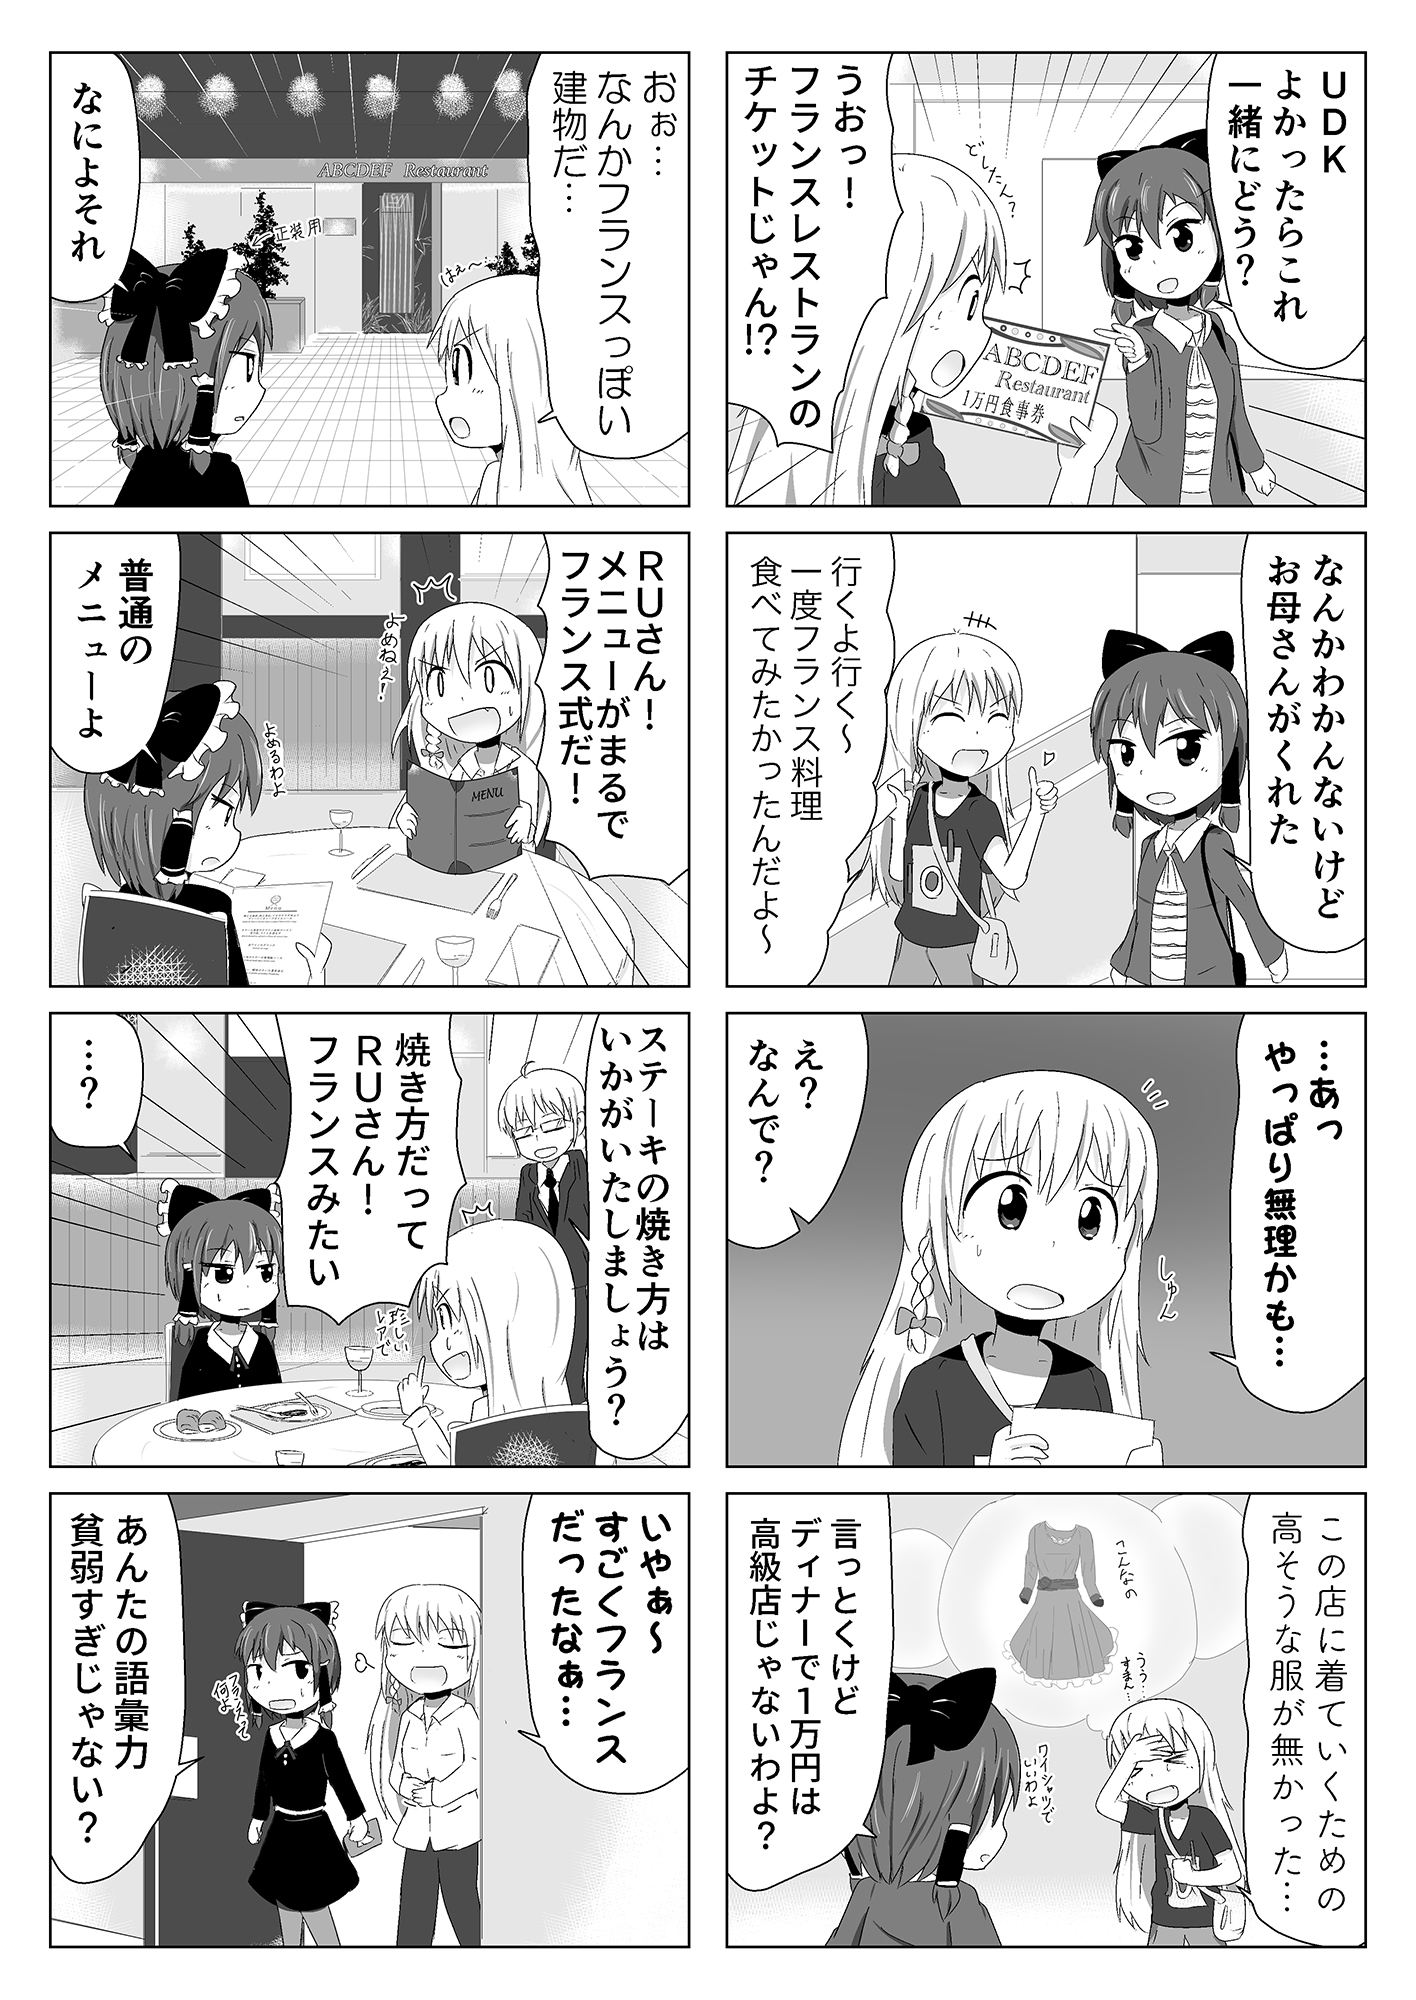 UDK
よかったらこれ
一緒にどう？
どしたん？
うおっ！
フランスレストランの
チケットじゃん!?
ABCDEF
Restaurant
1万円食事券
なんかわかんないけど
お母さんがくれた
行くよ行く〜
一度フランス料理
食べてみたかったんだよ〜
…あっ
やっぱり無理かも…
しゅん
え？
なんで？
この店に着ていくための
高そうな服が無かった…
こんなの
ううう…
すまん…
ワイシャツで
いいわよ
言っとくけど
ディナーで1万円は
高級店じゃないわよ？
おぉ…
なんかフランスっぽい
建物だ…
ABCDEF Restaurant
←正装用
はぇ〜…
なによそれ
RUさん！
メニューがまるで
フランス式だ！
よめねぇ！
MENU
よめるわよ
Menu
普通の
メニューよ
ステーキの焼き方は
いかがいたしましょう？
焼き方だって
RUさん！
フランスみたい
珍しい
レアで
…？
いやぁ〜
すごくフランス
だったなぁ…
フランスて
何よ
あんたの語彙力
貧弱すぎじゃない？